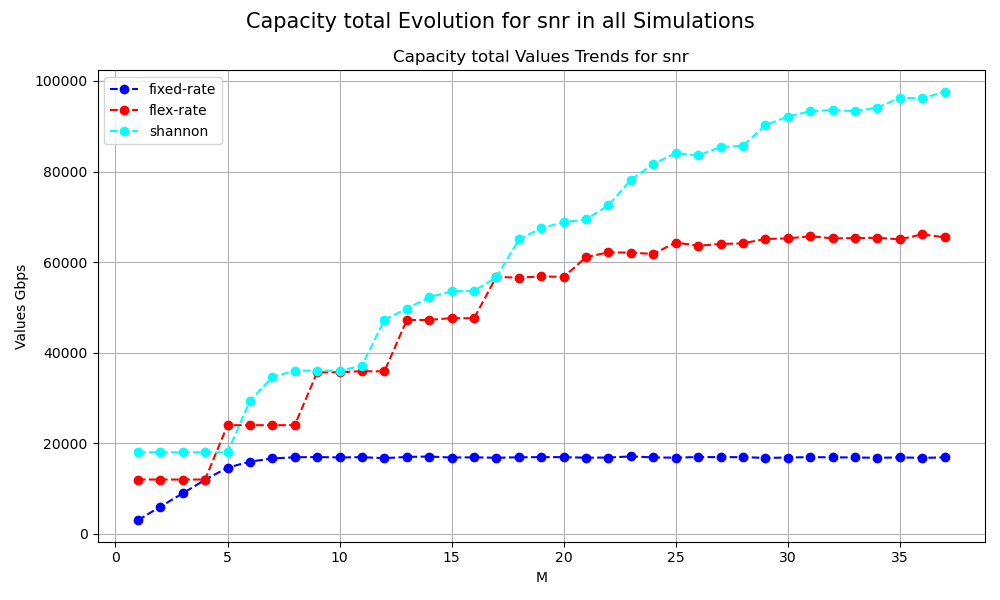 Capacity total Evolution for snr in all Simulations
Capacity total Values Trends for snr
fixed-rate
flex-rate
shannon
100000
80000
60000
40000
20000
0
Values Gbps
0 5 10 15 20 25 30 35
M